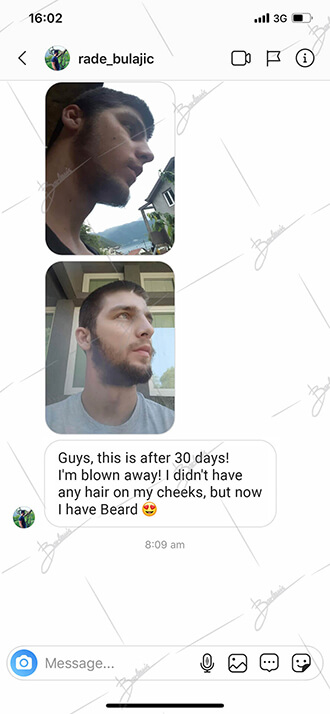 16:02
3G
rade_bulajic
Guys, this is after 30 days!
I'm blown away! I didn't have
any hair on my cheeks, but now
I have Beard 😍
8:09 am
Message...